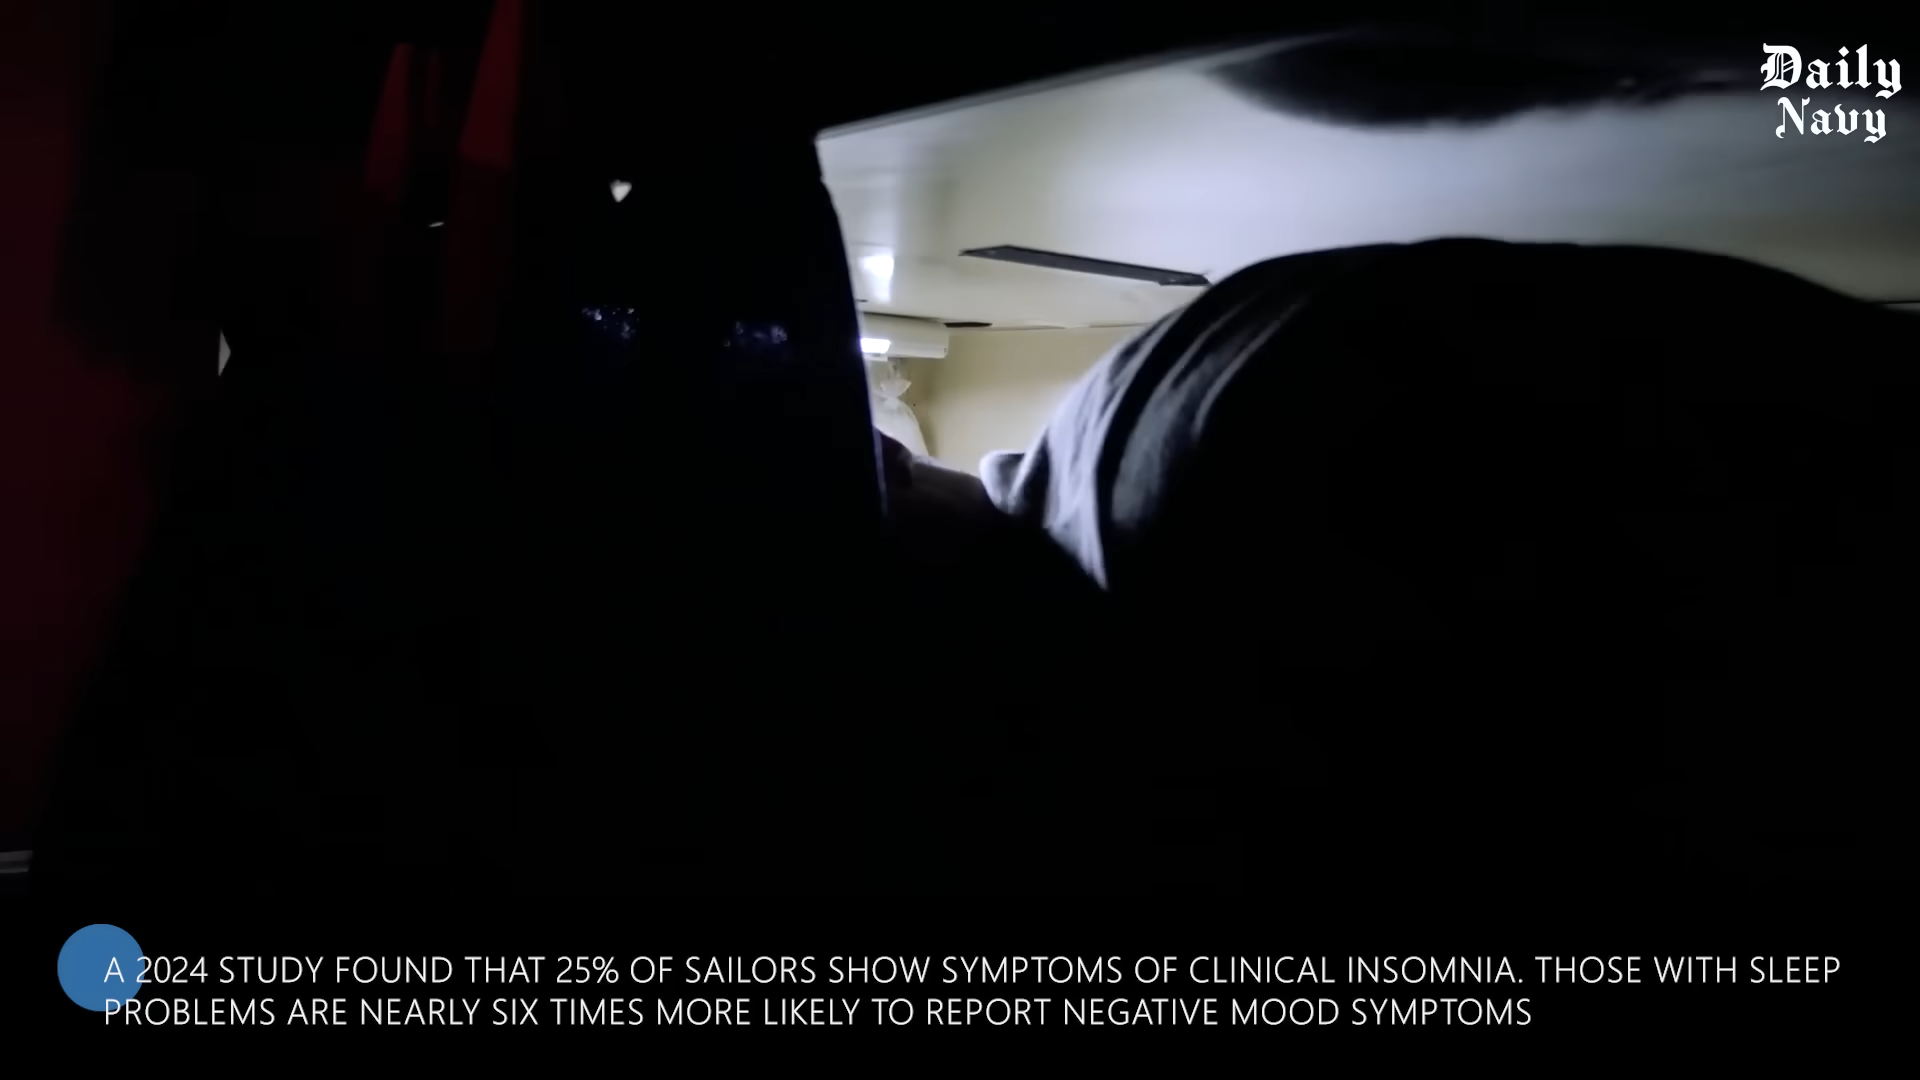 Daily
Navy
A 2024 STUDY FOUND THAT 25% OF SAILORS SHOW SYMPTOMS OF CLINICAL INSOMNIA. THOSE WITH SLEEP
PROBLEMS ARE NEARLY SIX TIMES MORE LIKELY TO REPORT NEGATIVE MOOD SYMPTOMS